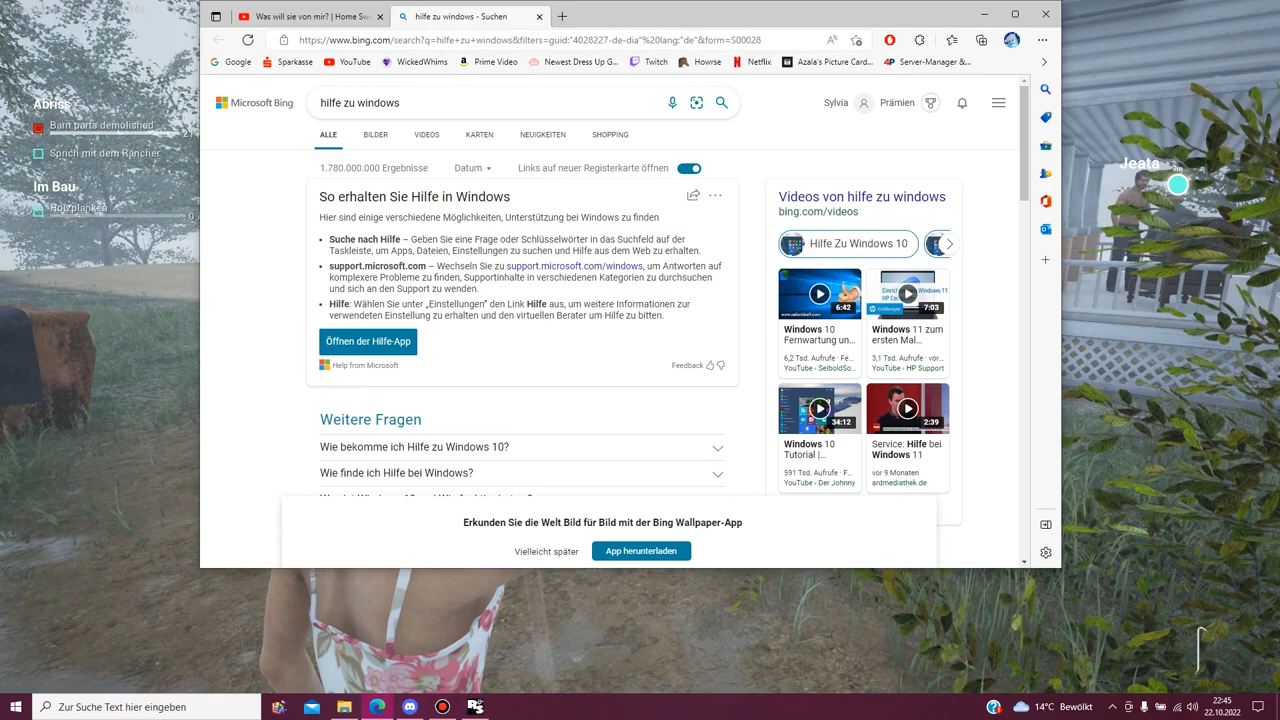 Was will sie von mir? | Home Swe
hilfe zu windows - Suchen
https://www.bing.com/search?q=hilfe+zu+windows&filters=guid:"4028227-de-dia"%20lang:"de"&form=S00028
Google
Sparkasse
YouTube
WickedWhims
Prime Video
Newest Dress Up G...
Twitch
Howrse
Netflix
Azala's Picture Card...
Server-Manager &...
Microsoft Bing
hilfe zu windows
Sylvia
Prämien
ALLE
BILDER
VIDEOS
KARTEN
NEUIGKEITEN
SHOPPING
1.780.000.000 Ergebnisse
Datum
Links auf neuer Registerkarte öffnen
So erhalten Sie Hilfe in Windows
Hier sind einige verschiedene Möglichkeiten, Unterstützung bei Windows zu finden
• Suche nach Hilfe – Geben Sie eine Frage oder Schlüsselwörter in das Suchfeld auf der
Taskleiste, um Apps, Dateien, Einstellungen zu suchen und Hilfe aus dem Web zu erhalten.
• support.microsoft.com – Wechseln Sie zu support.microsoft.com/windows, um Antworten auf
komplexere Probleme zu finden, Supportinhalte in verschiedenen Kategorien zu durchsuchen
und sich an den Support zu wenden.
• Hilfe: Wählen Sie unter „Einstellungen" den Link Hilfe aus, um weitere Informationen zur
verwendeten Einstellung zu erhalten und den virtuellen Berater um Hilfe zu bitten.
Öffnen der Hilfe-App
Help from Microsoft
Feedback
Weitere Fragen
Wie bekomme ich Hilfe zu Windows 10?
Wie finde ich Hilfe bei Windows?
Videos von hilfe zu windows
bing.com/videos
Hilfe Zu Windows 10
6:42
7:03
Windows 10
Fernwartung un...
6,2 Tsd. Aufrufe · Fe...
YouTube › SeiboldSo...
Windows 11 zum
ersten Mal...
3,1 Tsd. Aufrufe · vor...
YouTube › HP Support
34:12
2:39
Windows 10
Tutorial |...
591 Tsd. Aufrufe · F...
YouTube › Der Johnny
Service: Hilfe bei
Windows 11
vor 9 Monaten
ardmediathek.de
Erkunden Sie die Welt Bild für Bild mit der Bing Wallpaper-App
Vielleicht später
App herunterladen
Abriss
Barn parts demolished
Sprich mit dem Rancher
Im Bau
Holzplanken
0 /
Jeata
7m
Zur Suche Text hier eingeben
14°C Bewölkt
22:45
22.10.2022